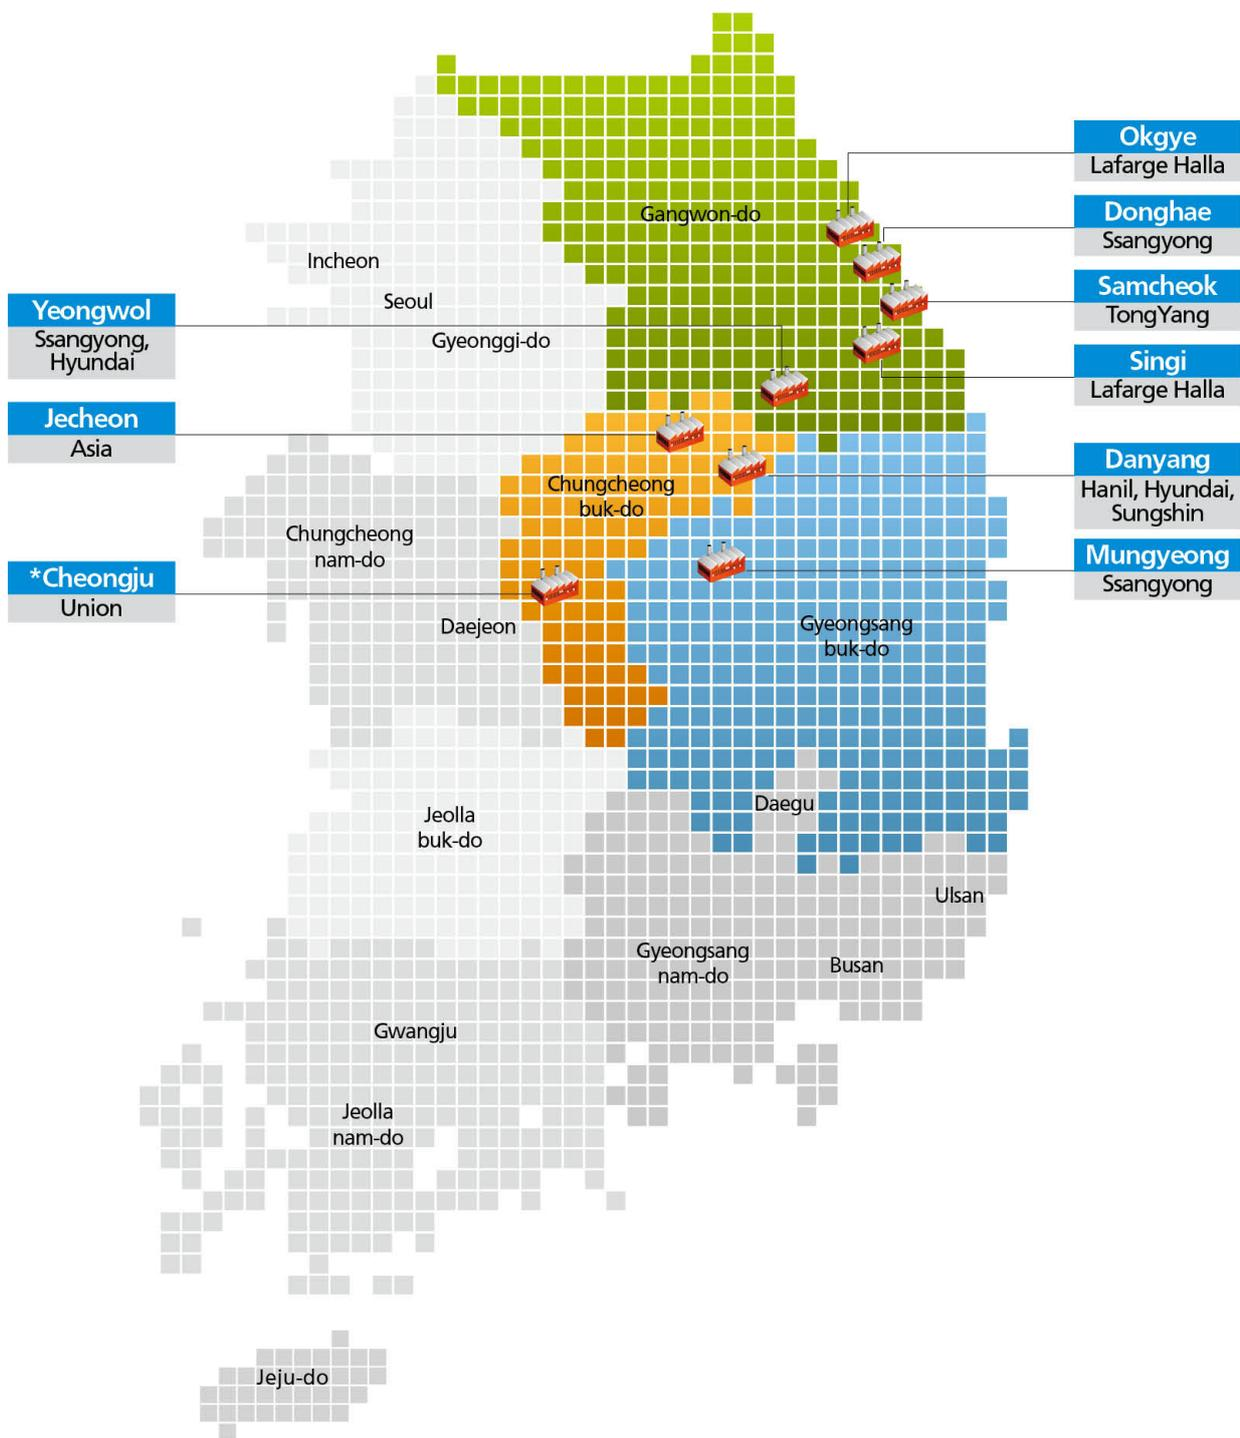 Okgye
Lafarge Halla
Donghae
Ssangyong
Gangwon-do
Incheon
Samcheok
TongYang
Seoul
Yeongwol
Ssangyong,
Hyundai
Gyeonggi-do
Singi
Lafarge Halla
Jecheon
Asia
Danyang
Hanil, Hyundai,
Sungshin
Chungcheong
buk-do
Chungcheong
nam-do
Mungyeong
Ssangyong
*Cheongju
Union
Daejeon
Gyeongsang
buk-do
Daegu
Jeolla
buk-do
Ulsan
Gyeongsang
nam-do
Busan
Gwangju
Jeolla
nam-do
Jeju-do